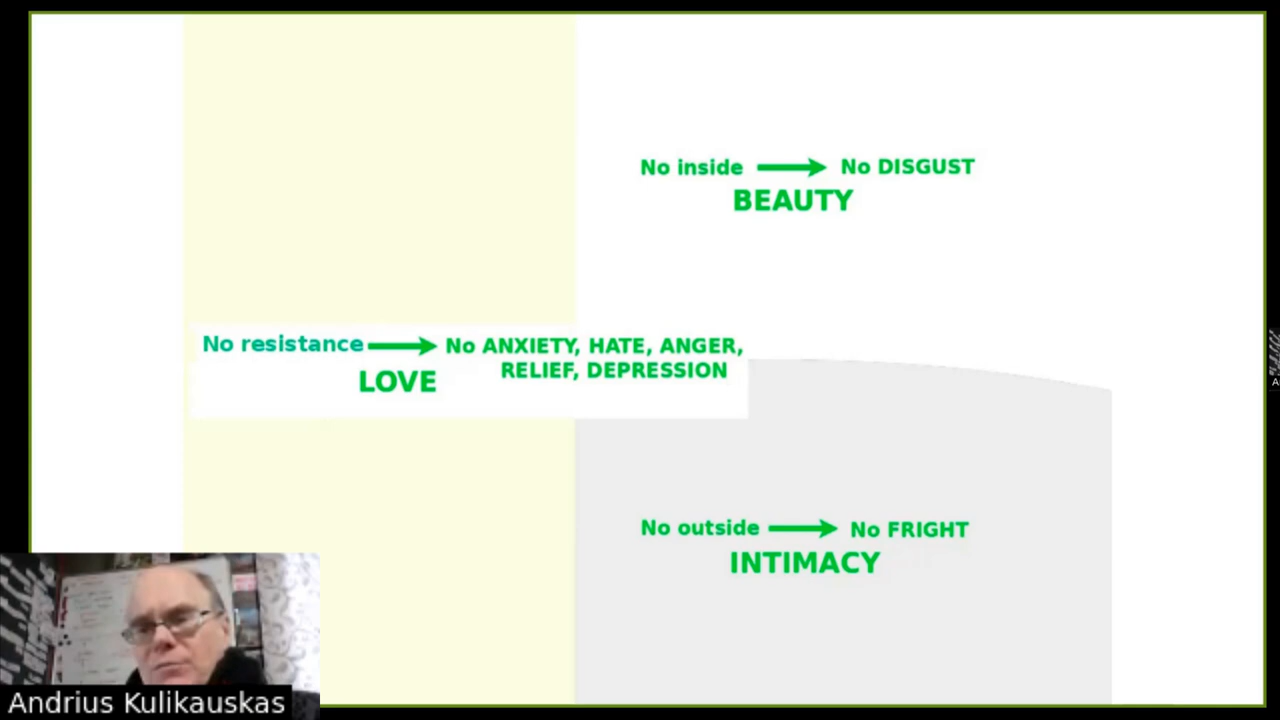 No inside → No DISGUST
BEAUTY
No resistance → No ANXIETY, HATE, ANGER,
RELIEF, DEPRESSION
LOVE
No outside → No FRIGHT
INTIMACY
Andrius Kulikauskas
A